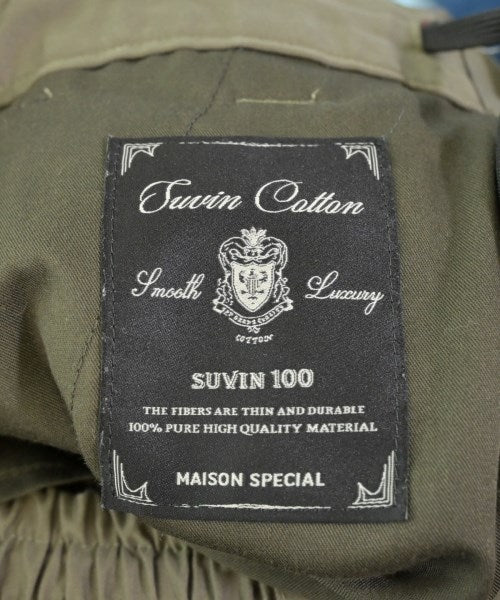 Suvin Cotton
Smooth Luxury
COTTON
SUVIN 100
THE FIBERS ARE THIN AND DURABLE
100% PURE HIGH QUALITY MATERIAL
MAISON SPECIAL